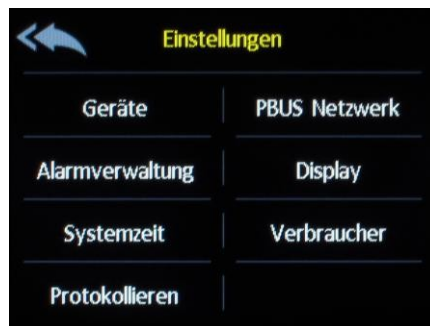 Einstellungen
Geräte
PBUS Netzwerk
Alarmverwaltung
Display
Systemzeit
Verbraucher
Protokollieren